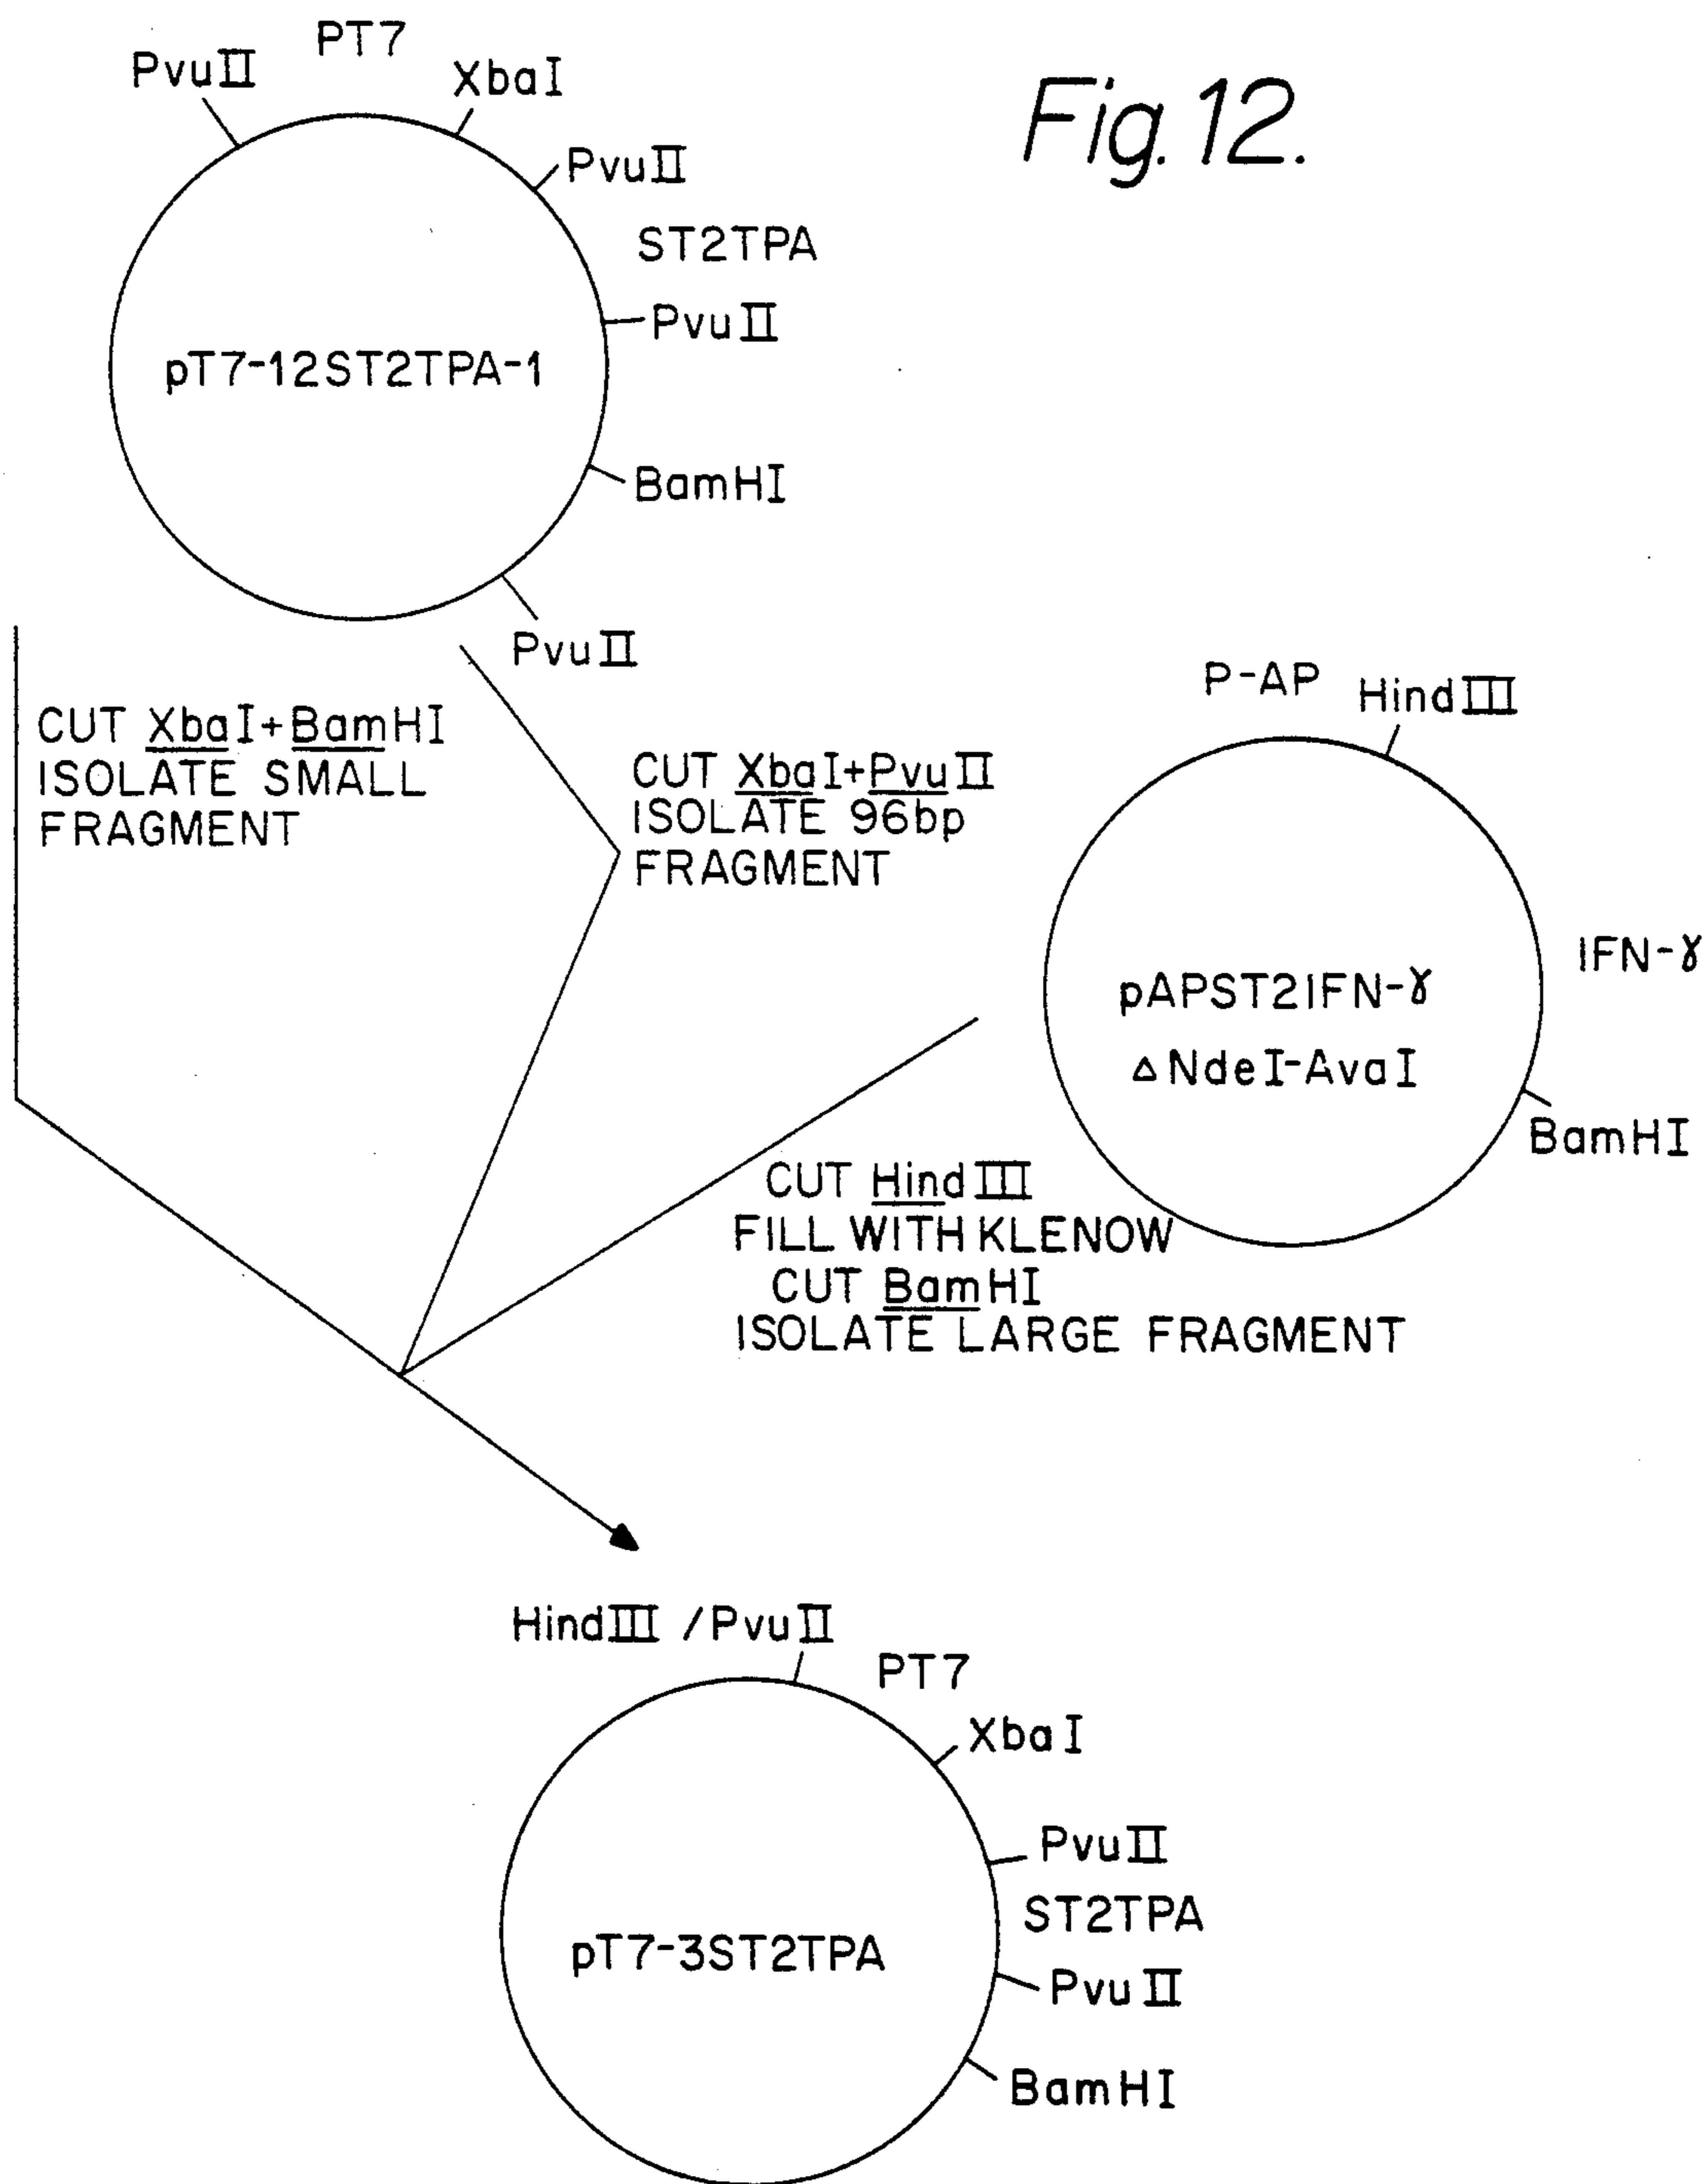 Fig. 12.
PT7
PvuII
XbaI
PvuII
ST2TPA
PvuII
pT7-12ST2TPA-1
BamHI
PvuII
CUT XbaI+BamHI
ISOLATE SMALL
FRAGMENT
CUT XbaI+PvuII
ISOLATE 96bp
FRAGMENT
P-AP
HindIII
IFN-γ
pAPST2IFN-γ
Δ NdeI-AvaI
BamHI
CUT HindIII
FILL WITH KLENOW
CUT BamHI
ISOLATE LARGE FRAGMENT
HindIII / PvuII
PT7
XbaI
PvuII
ST2TPA
pT7-3ST2TPA
PvuII
BamHI